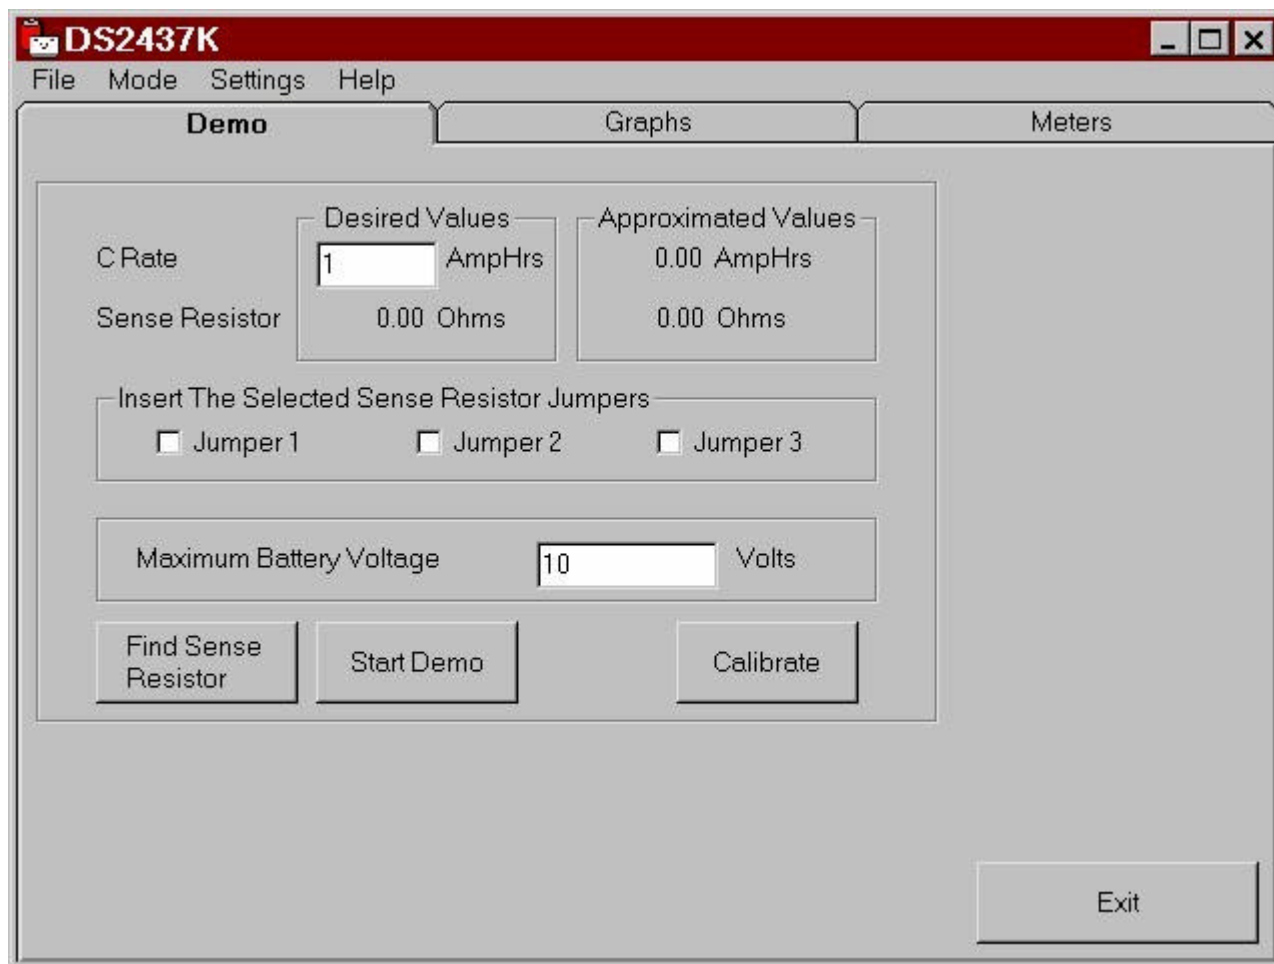 DS2437K
File Mode Settings Help
Demo Graphs Meters
Desired Values Approximated Values
C Rate 1 AmpHrs 0.00 AmpHrs
Sense Resistor 0.00 Ohms 0.00 Ohms
Insert The Selected Sense Resistor Jumpers
Jumper 1 Jumper 2 Jumper 3
Maximum Battery Voltage 10 Volts
Find Sense
Resistor
Start Demo
Calibrate
Exit